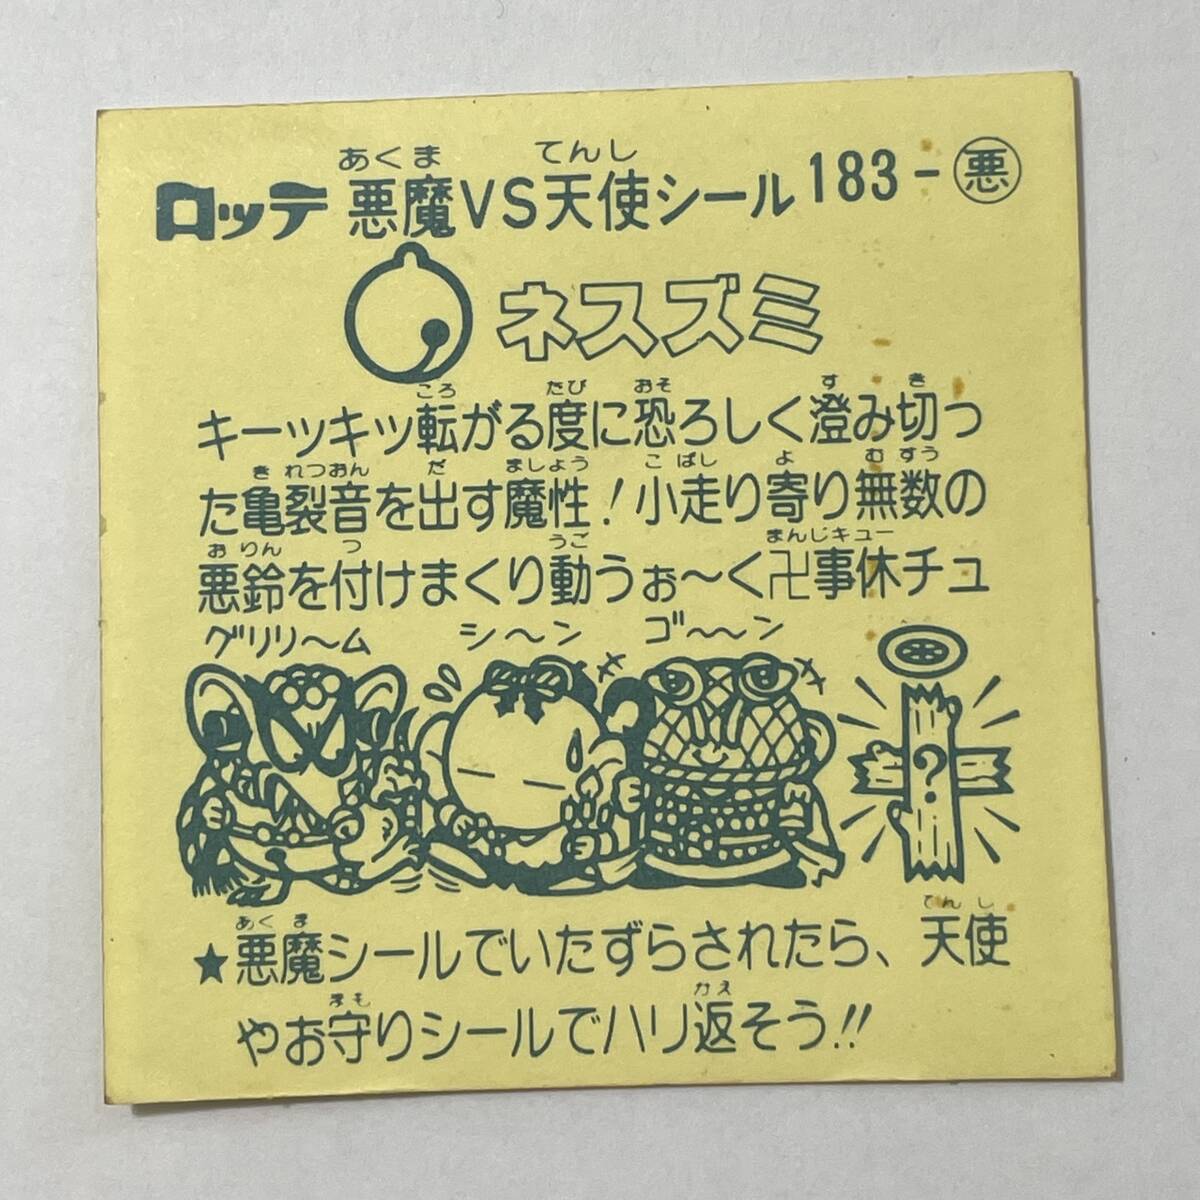 ロッテ 悪魔VS天使シール 183-悪
あくま てんし
ネスズミ
ころ たび おそ す き
キーツキッ転がる度に恐ろしく澄み切っ
きれつおん だ ましょう こばし よ むすう
た亀裂音を出す魔性!小走り寄り無数の
おりん つ うご まんじキュー
悪鈴を付けまくり動うぉ〜く卍事休チュ
グリリ〜ム シ〜ン ゴ〜〜ン
?
あくま てんし
★悪魔シールでいたずらされたら、天使
まも かえ
やお守りシールでハリ返そう!!